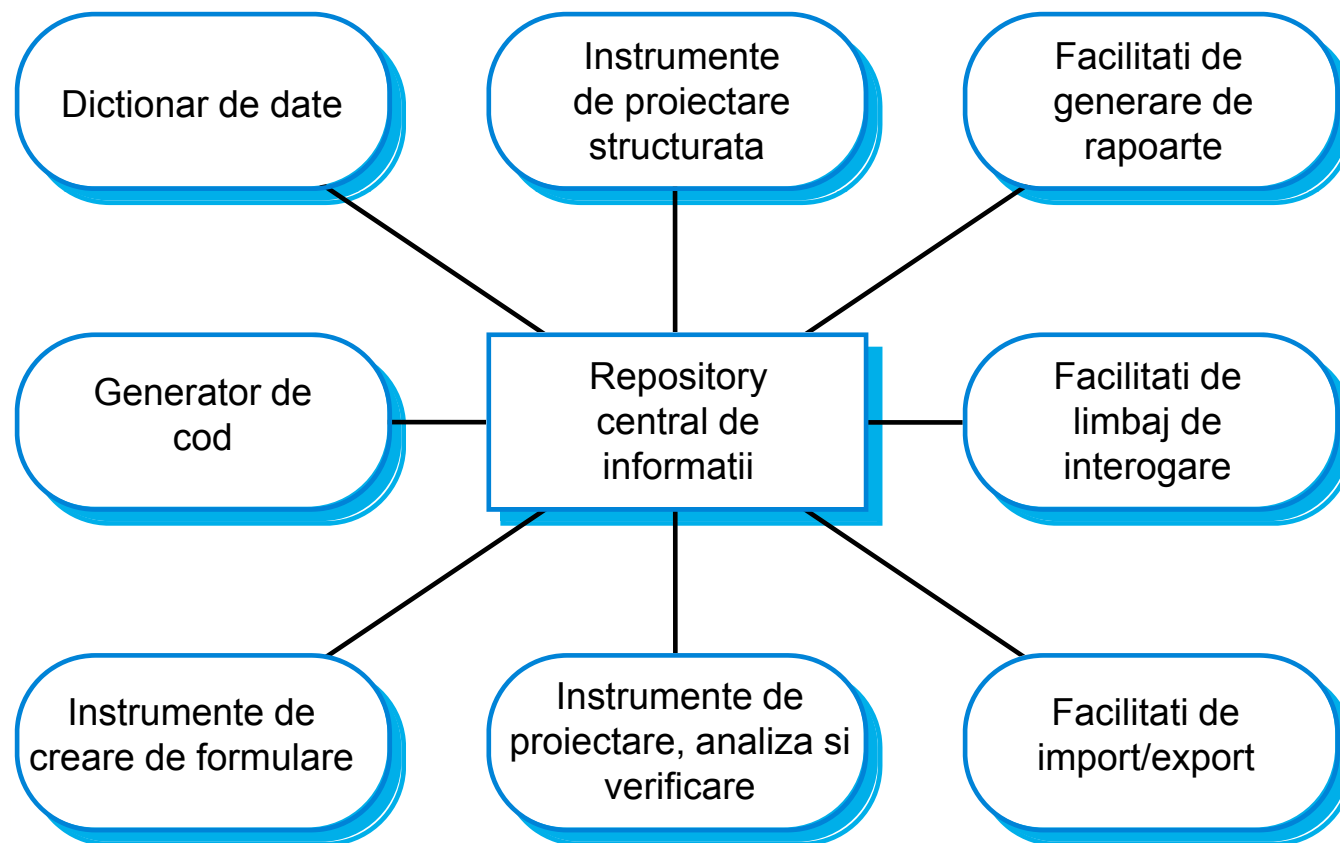 Dictionar de date
Instrumente
de proiectare
structurata
Facilitati de
generare de
rapoarte
Generator de
cod
Repository
central de
informatii
Facilitati de
limbaj de
interogare
Instrumente de
creare de formulare
Instrumente de
proiectare, analiza si
verificare
Facilitati de
import/export